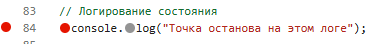 83 // Логирование состояния
84 console.log("Точка останова на этом логе");